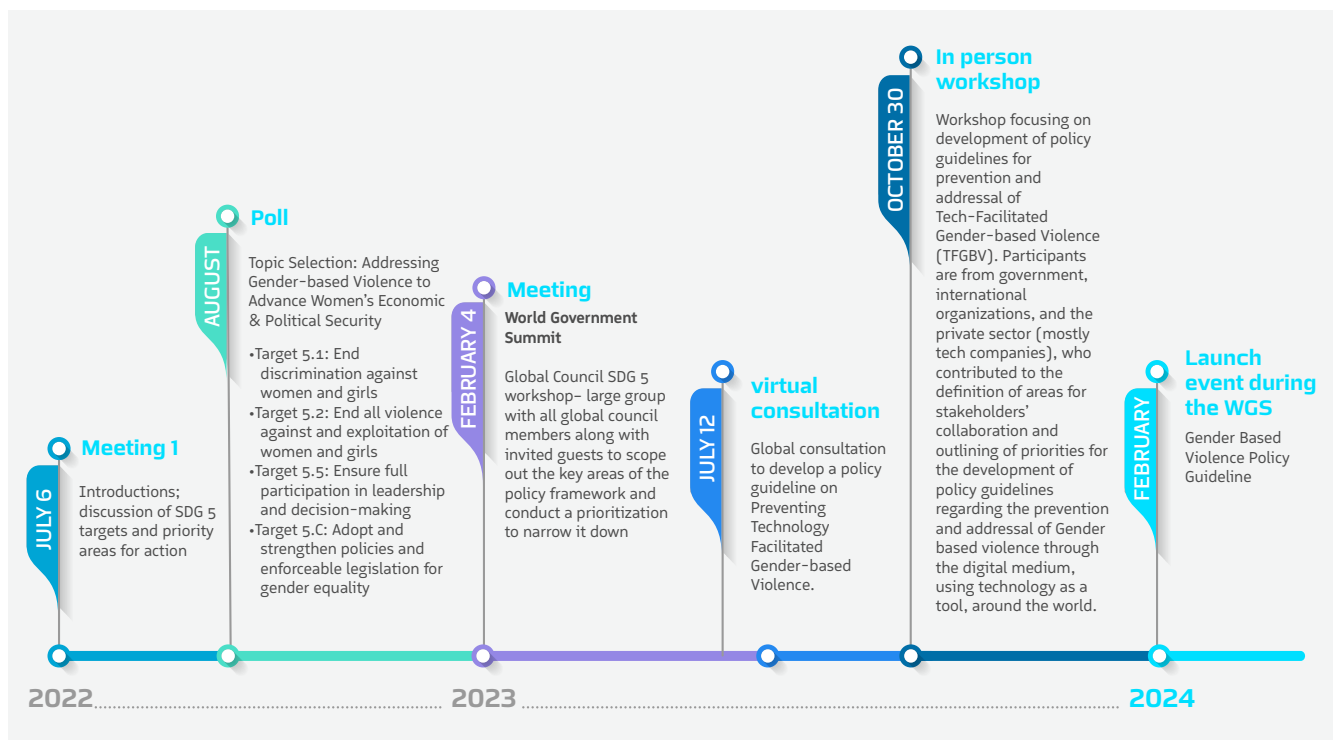 JULY 6
Meeting 1
Introductions;
discussion of SDG 5
targets and priority
areas for action
AUGUST
Poll
Topic Selection: Addressing
Gender-based Violence to
Advance Women's Economic
& Political Security
•Target 5.1: End
discrimination against
women and girls
•Target 5.2: End all violence
against and exploitation of
women and girls
•Target 5.5: Ensure full
participation in leadership
and decision-making
•Target 5.C: Adopt and
strengthen policies and
enforceable legislation for
gender equality
FEBRUARY 4
Meeting
World Government
Summit
Global Council SDG 5
workshop– large group
with all global council
members along with
invited guests to scope
out the key areas of the
policy framework and
conduct a prioritization
to narrow it down
JULY 12
virtual
consultation
Global consultation
to develop a policy
guideline on
Preventing
Technology
Facilitated
Gender-based
Violence.
OCTOBER 30
In person
workshop
Workshop focusing on
development of policy
guidelines for
prevention and
addressal of
Tech-Facilitated
Gender-based Violence
(TFGBV). Participants
are from government,
international
organizations, and the
private sector (mostly
tech companies), who
contributed to the
definition of areas for
stakeholders'
collaboration and
outlining of priorities for
the development of
policy guidelines
regarding the prevention
and addressal of Gender
based violence through
the digital medium,
using technology as a
tool, around the world.
FEBRUARY
Launch
event during
the WGS
Gender Based
Violence Policy
Guideline
2022
2023
2024